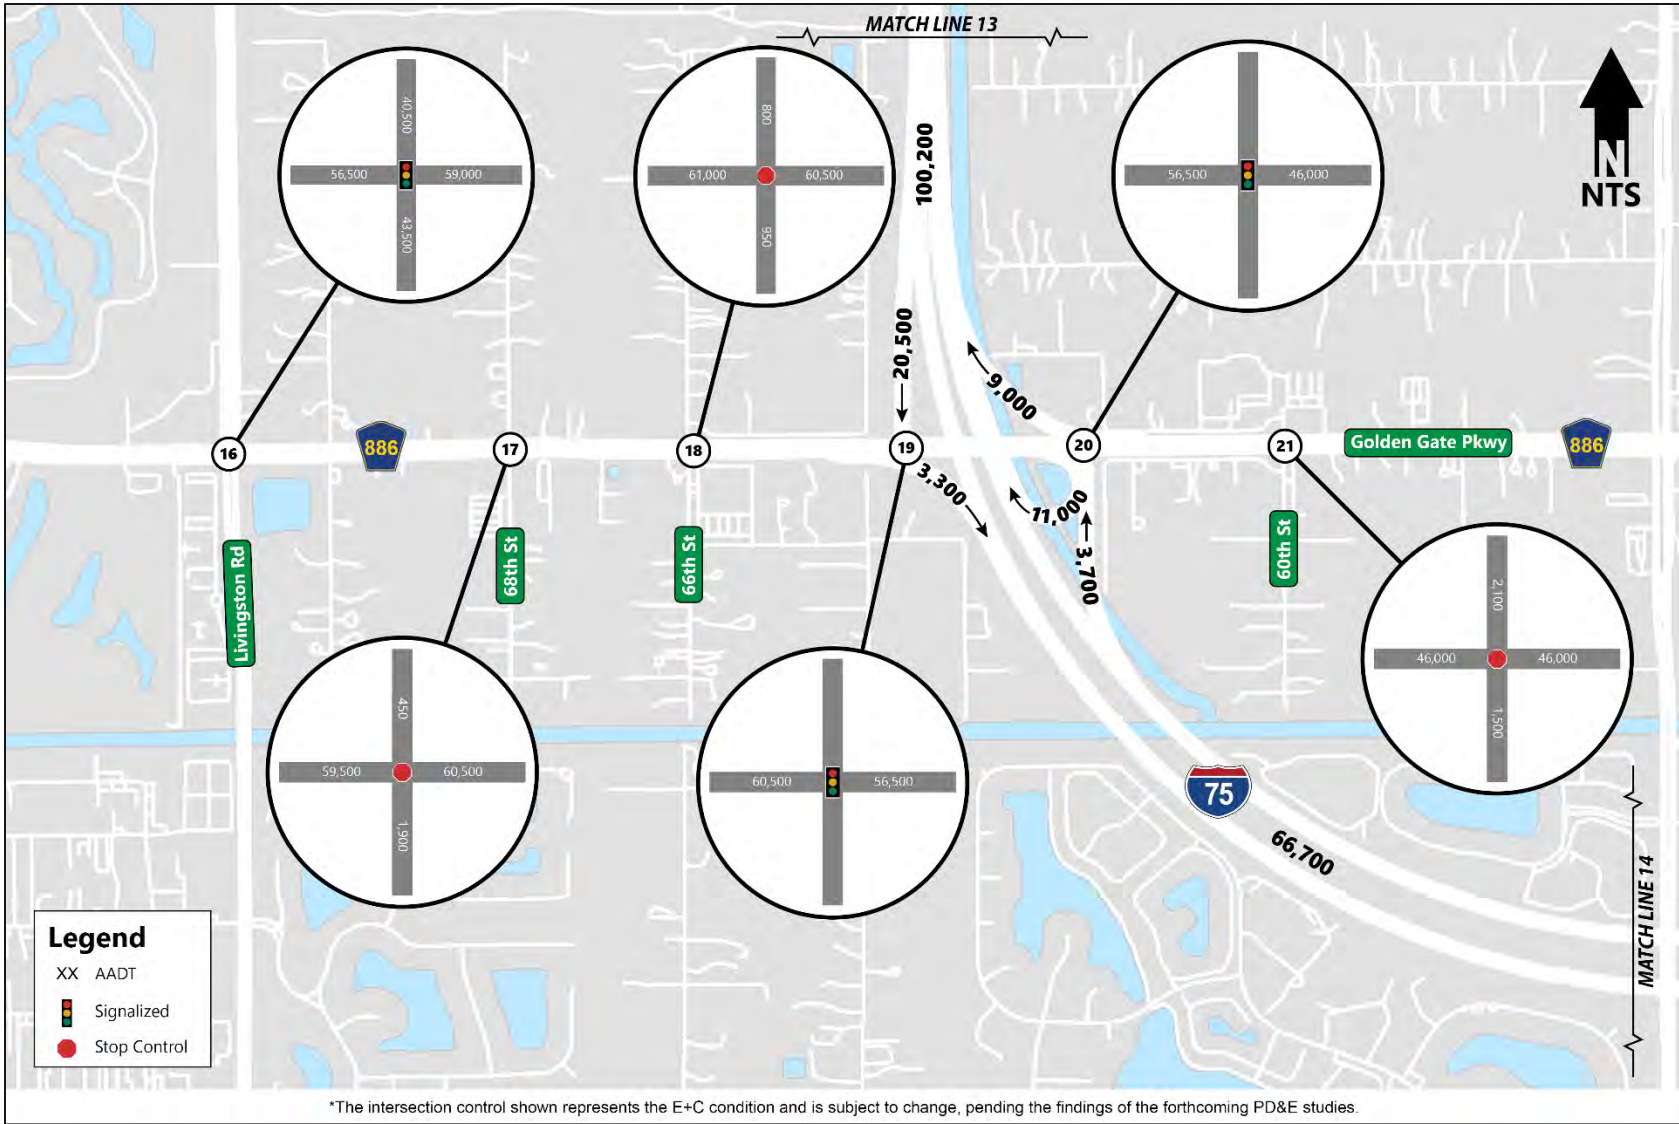 MATCH LINE 13
40,500
56,500
59,000
43,500
800
61,000
60,500
950
100,200
56,500
46,000
N
NTS
20,500
9,000
16
886
17
18
19
20
21
Golden Gate Pkwy
886
3,300
11,000
3,700
Livingston Rd
68th St
66th St
60th St
450
59,500
60,500
1,900
60,500
56,500
2,100
46,000
46,000
1,500
75
66,700
MATCH LINE 14
Legend
XX AADT
Signalized
Stop Control
*The intersection control shown represents the E+C condition and is subject to change, pending the findings of the forthcoming PD&E studies.